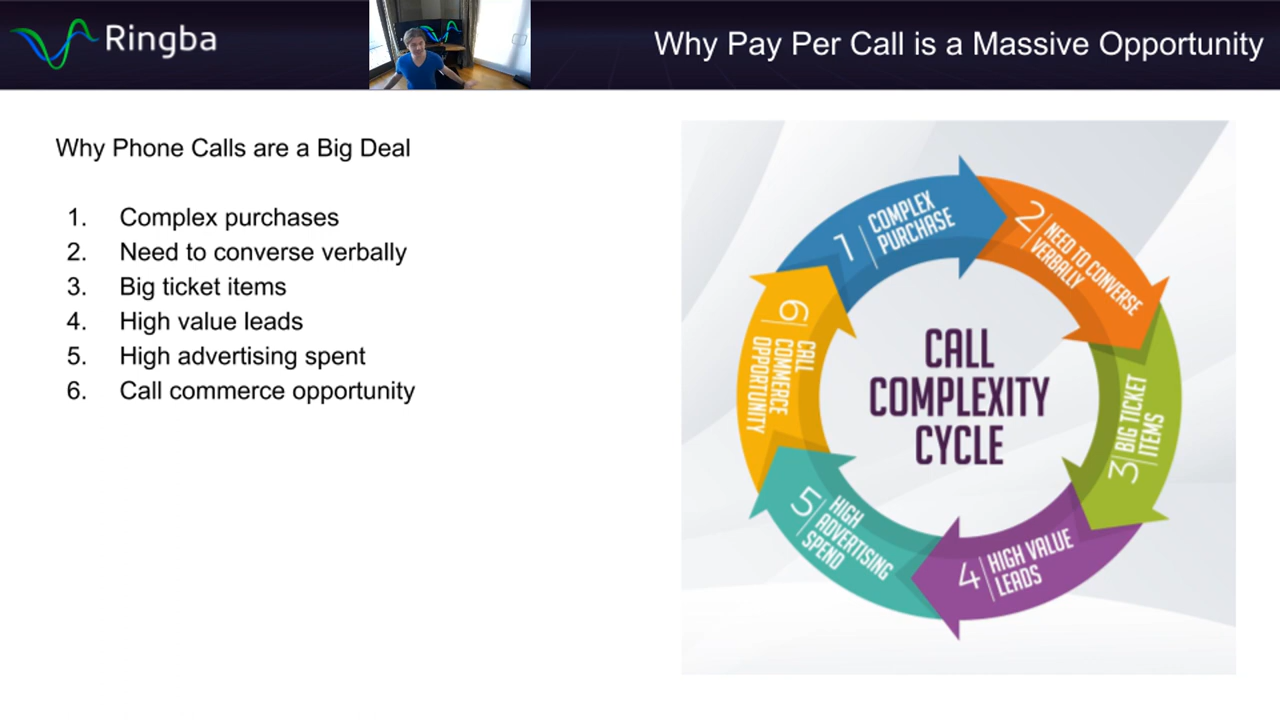 Ringba
Why Pay Per Call is a Massive Opportunity
Why Phone Calls are a Big Deal
1. Complex purchases
2. Need to converse verbally
3. Big ticket items
4. High value leads
5. High advertising spent
6. Call commerce opportunity
1 COMPLEX
PURCHASE
2 NEED TO CONVERSE
VERBALLY
3 BIG TICKET
ITEMS
4 HIGH VALUE
LEADS
5 HIGH
ADVERTISING
SPEND
6 CALL
COMMERCE
OPPORTUNITY
CALL
COMPLEXITY
CYCLE